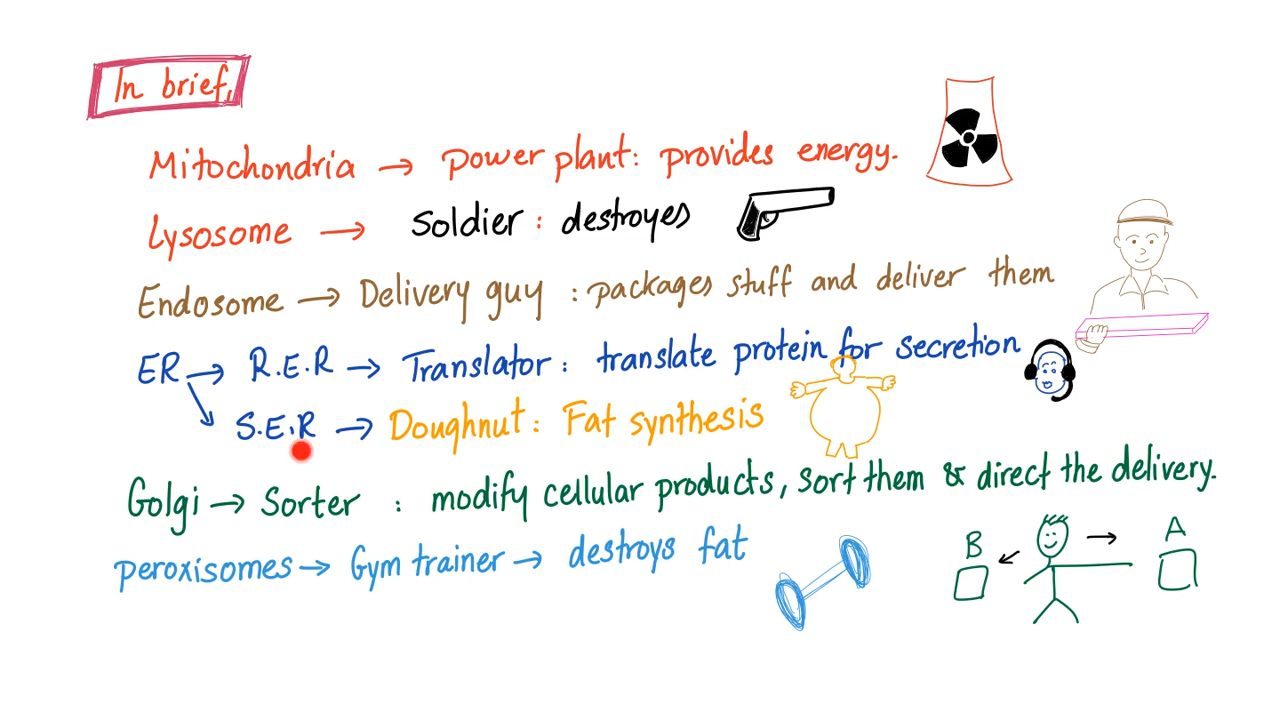 In brief,
Mitochondria → power plant: provides energy.
Lysosome → Soldier : destroyes
Endosome → Delivery guy : packages stuff and deliver them
ER → R.E.R → Translator : translate protein for secretion
S.E.R → Doughnut : Fat synthesis
Golgi → Sorter : modify cellular products, sort them & direct the delivery.
peroxisomes → Gym trainer → destroys fat
B → A